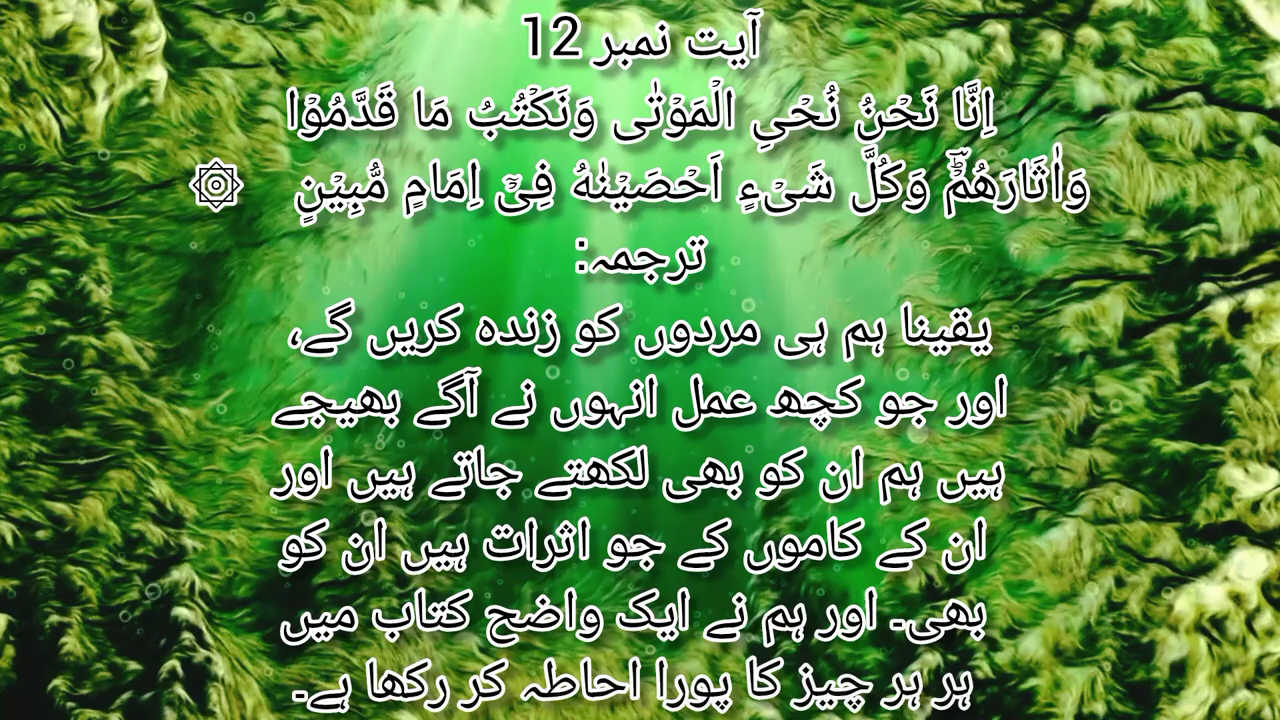 آیت نمبر 12
اِنَّا نَحۡنُ نُحۡىِ الۡمَوۡتٰى وَنَكۡتُبُ مَا قَدَّمُوۡا
وَاٰثَارَهُمۡؕؔ وَكُلَّ شَىۡءٍ اَحۡصَيۡنٰهُ فِىۡۤ اِمَامٍ مُّبِيۡنٍ ۞
ترجمہ:
یقینا ہم ہی مردوں کو زندہ کریں گے،
اور جو کچھ عمل انہوں نے آگے بھیجے
ہیں ہم ان کو بھی لکھتے جاتے ہیں اور
ان کے کاموں کے جو اثرات ہیں ان کو
بھی۔ اور ہم نے ایک واضح کتاب میں
ہر ہر چیز کا پورا احاطہ کر رکھا ہے۔